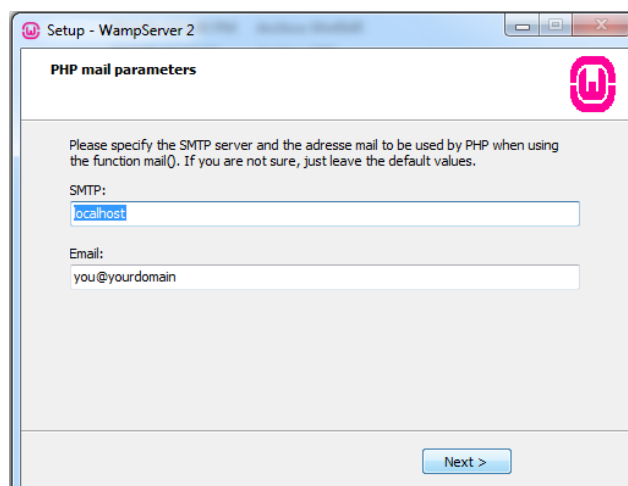 Setup - WampServer 2
PHP mail parameters
Please specify the SMTP server and the adresse mail to be used by PHP when using
the function mail(). If you are not sure, just leave the default values.
SMTP:
localhost
Email:
you@yourdomain
Next >